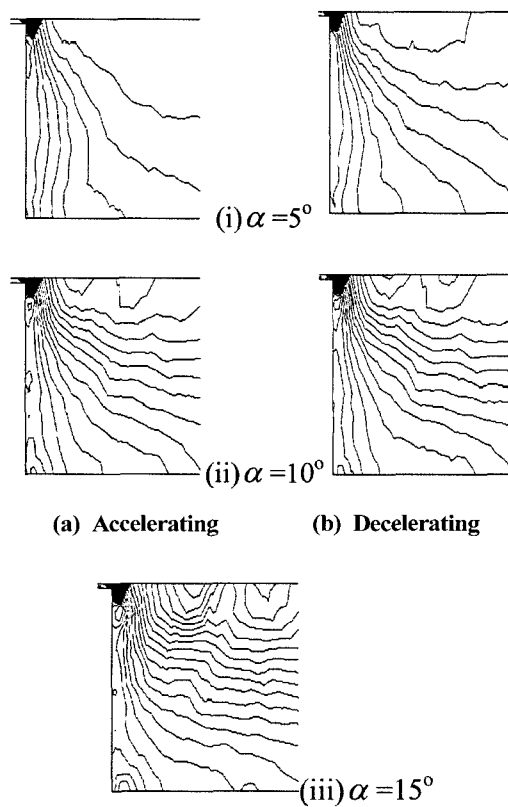 (i) α =5°
(ii) α =10°
(a) Accelerating
(b) Decelerating
(iii) α =15°